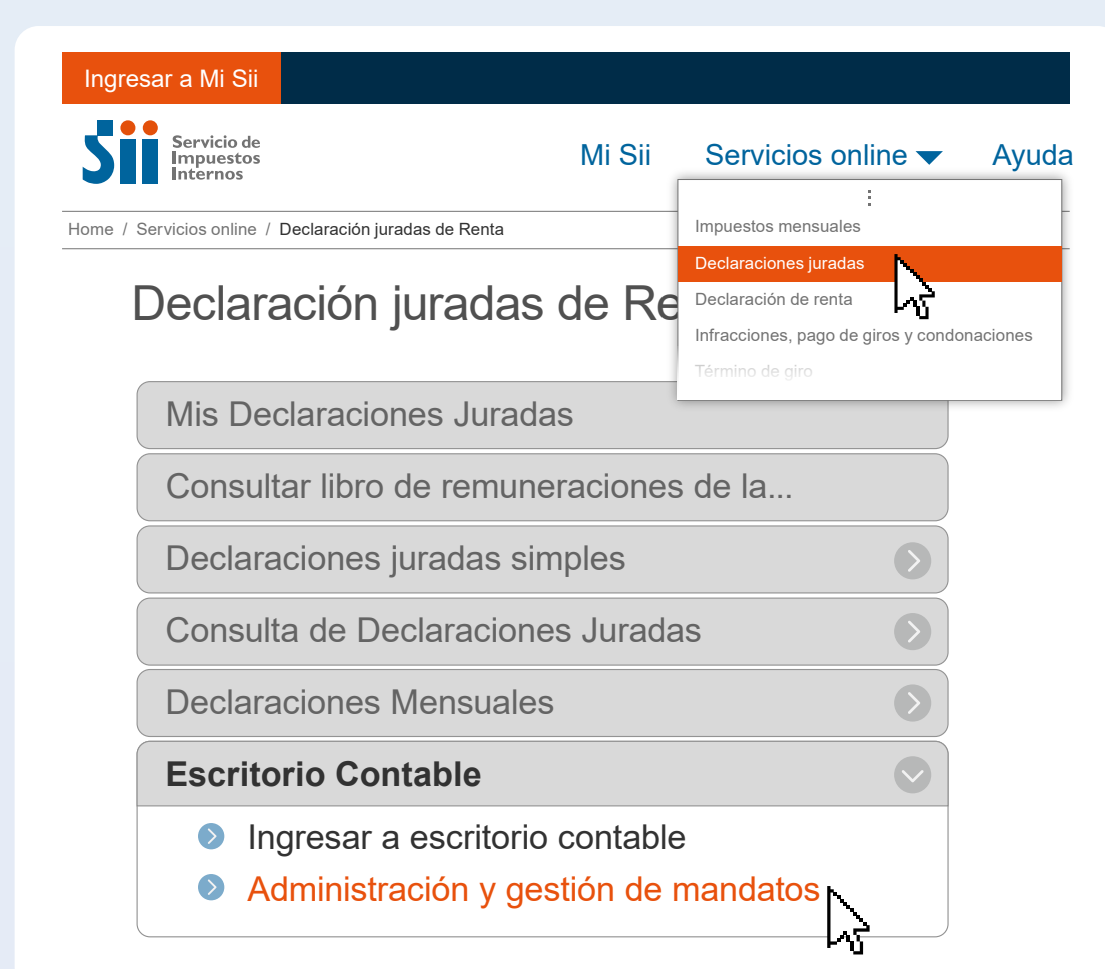 Ingresar a Mi Sii
Sii
Servicio de
Impuestos
Internos
Mi Sii
Servicios online
Ayuda
Home / Servicios online / Declaración juradas de Renta
Impuestos mensuales
Declaraciones juradas
Declaración de renta
Infracciones, pago de giros y condonaciones
Término de giro
Declaración juradas de Re
Mis Declaraciones Juradas
Consultar libro de remuneraciones de la...
Declaraciones juradas simples
Consulta de Declaraciones Juradas
Declaraciones Mensuales
Escritorio Contable
Ingresar a escritorio contable
Administración y gestión de mandatos